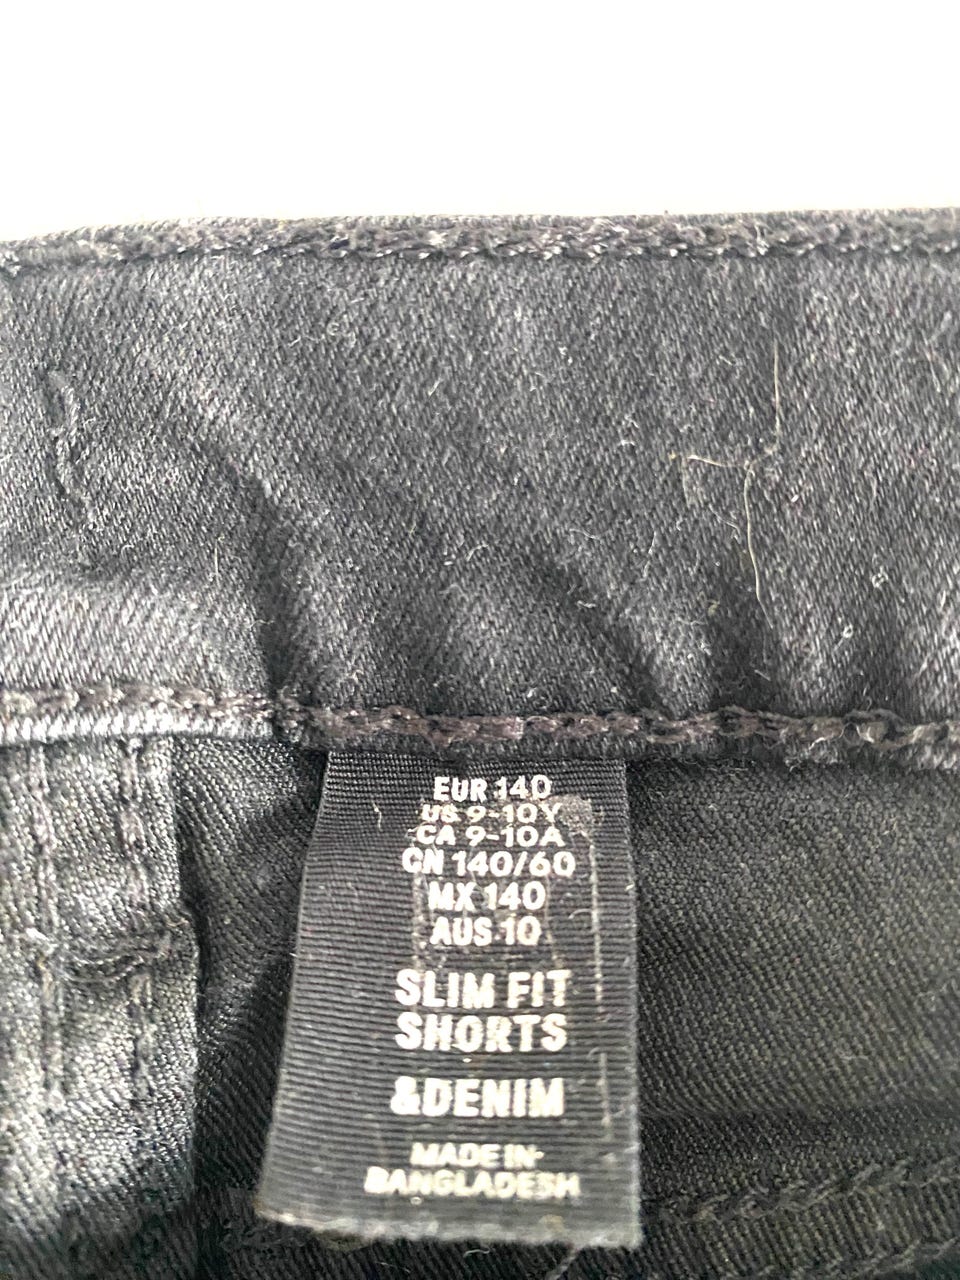 EUR 140
US 9-10Y
CA 9-10A
CN 140/60
MX 140
AUS 10
SLIM FIT
SHORTS
&DENIM
MADE IN
BANGLADESH